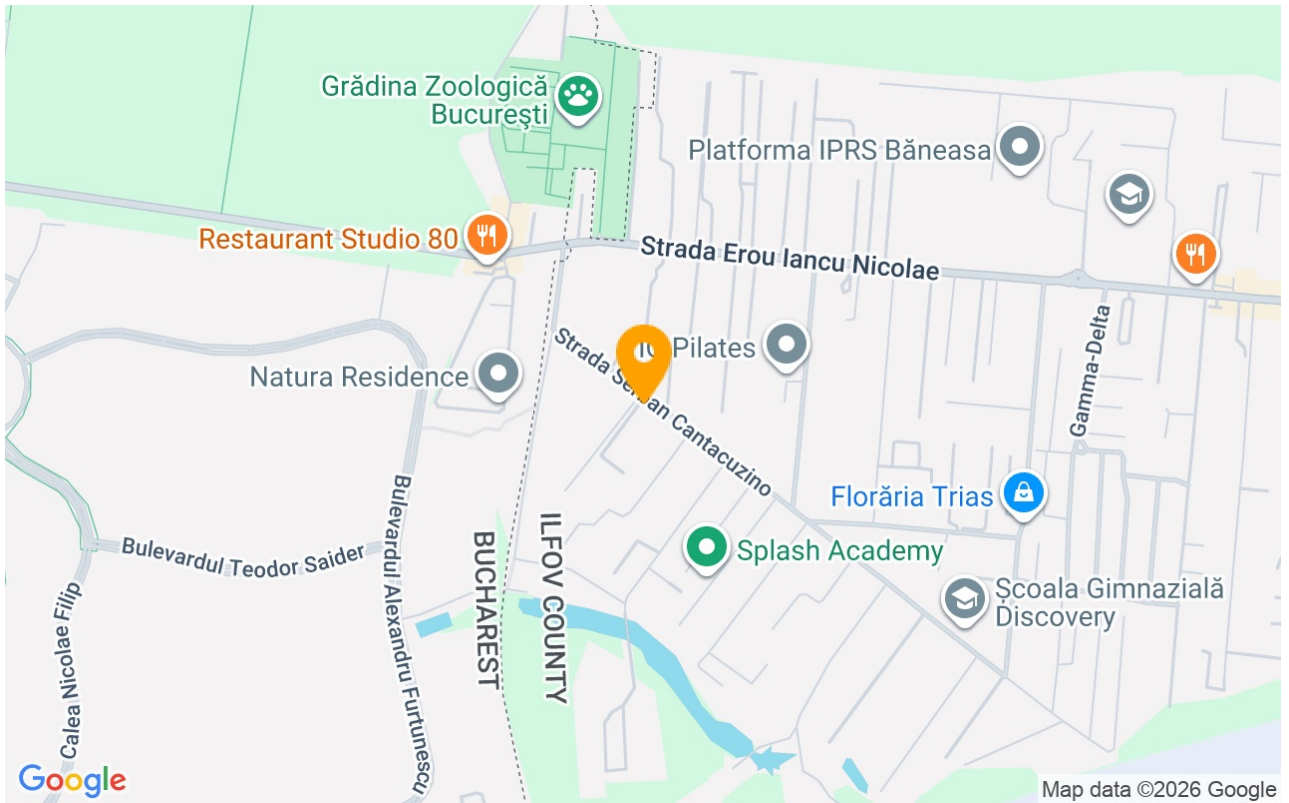 Grădina Zoologică
Bucureşti
Platforma IPRS Băneasa
Restaurant Studio 80
Strada Erou Iancu Nicolae
Pilates
Natura Residence
Strada Serban Cantacuzino
Gamma-Delta
Florăria Trias
Bulevardul Teodor Saider
Bulevardul Alexandru Furtunescu
BUCHAREST
ILFOV COUNTY
Splash Academy
Școala Gimnazială
Discovery
Calea Nicolae Filip
Google
Map data ©2026 Google